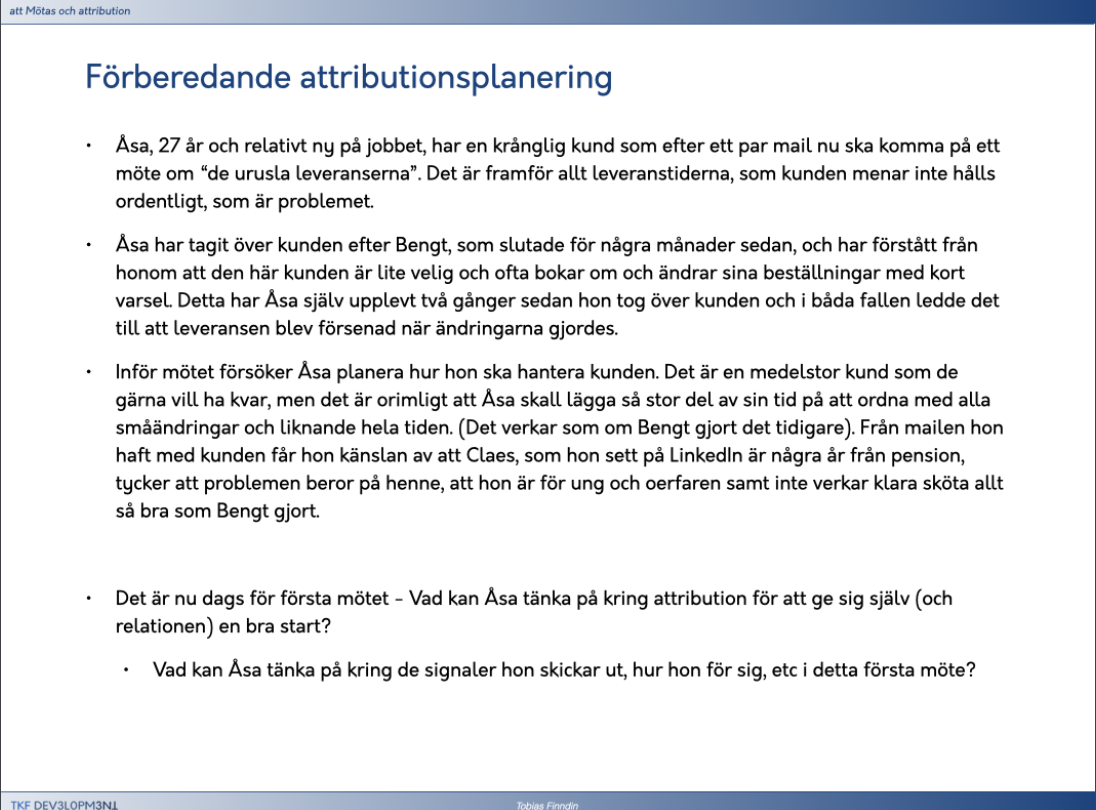 att Mötas och attribution
Förberedande attributionsplanering
• Åsa, 27 år och relativt ny på jobbet, har en krånglig kund som efter ett par mail nu ska komma på ett
möte om “de urusla leveranserna”. Det är framför allt leveranstiderna, som kunden menar inte hålls
ordentligt, som är problemet.
• Åsa har tagit över kunden efter Bengt, som slutade för några månader sedan, och har förstått från
honom att den här kunden är lite velig och ofta bokar om och ändrar sina beställningar med kort
varsel. Detta har Åsa själv upplevt två gånger sedan hon tog över kunden och i båda fallen ledde det
till att leveransen blev försenad när ändringarna gjordes.
• Inför mötet försöker Åsa planera hur hon ska hantera kunden. Det är en medelstor kund som de
gärna vill ha kvar, men det är orimligt att Åsa skall lägga så stor del av sin tid på att ordna med alla
småändringar och liknande hela tiden. (Det verkar som om Bengt gjort det tidigare). Från mailen hon
haft med kunden får hon känslan av att Claes, som hon sett på LinkedIn är några år från pension,
tycker att problemen beror på henne, att hon är för ung och oerfaren samt inte verkar klara sköta allt
så bra som Bengt gjort.
• Det är nu dags för första mötet – Vad kan Åsa tänka på kring attribution för att ge sig själv (och
relationen) en bra start?
• Vad kan Åsa tänka på kring de signaler hon skickar ut, hur hon för sig, etc i detta första möte?
TKF DEV3L0PM3N1
Tobias Finndin